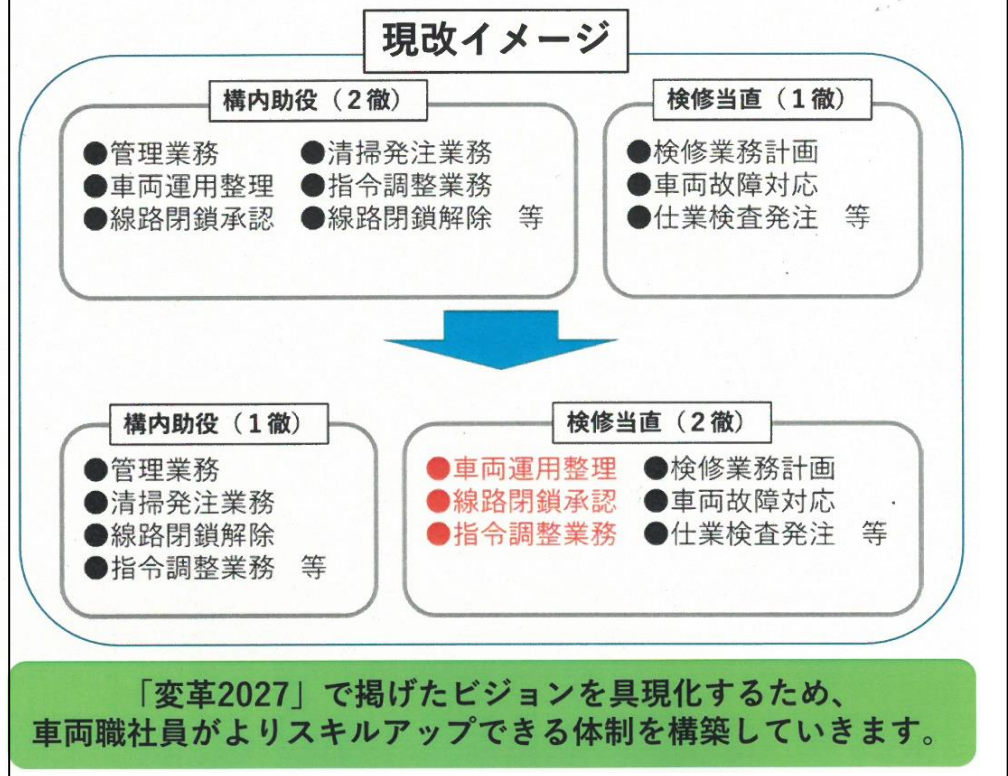 現改イメージ
構内助役(2徹)
●管理業務 ●清掃発注業務
●車両運用整理 ●指令調整業務
●線路閉鎖承認 ●線路閉鎖解除 等
検修当直(1徹)
●検修業務計画
●車両故障対応
●仕業検査発注 等
構内助役(1徹)
●管理業務
●清掃発注業務
●線路閉鎖解除
●指令調整業務 等
検修当直(2徹)
●車両運用整理 ●検修業務計画
●線路閉鎖承認 ●車両故障対応
●指令調整業務 ●仕業検査発注 等
「変革2027」で掲げたビジョンを具現化するため、
車両職社員がよりスキルアップできる体制を構築していきます。